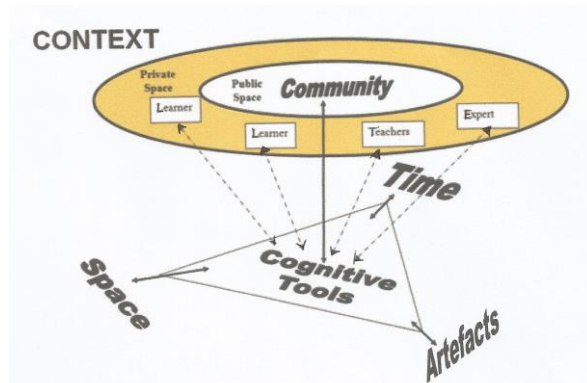 CONTEXT
Private
Space
Public
Space
Community
Learner
Learner
Teachers
Expert
Time
Space
Cognitive
Tools
Artefacts